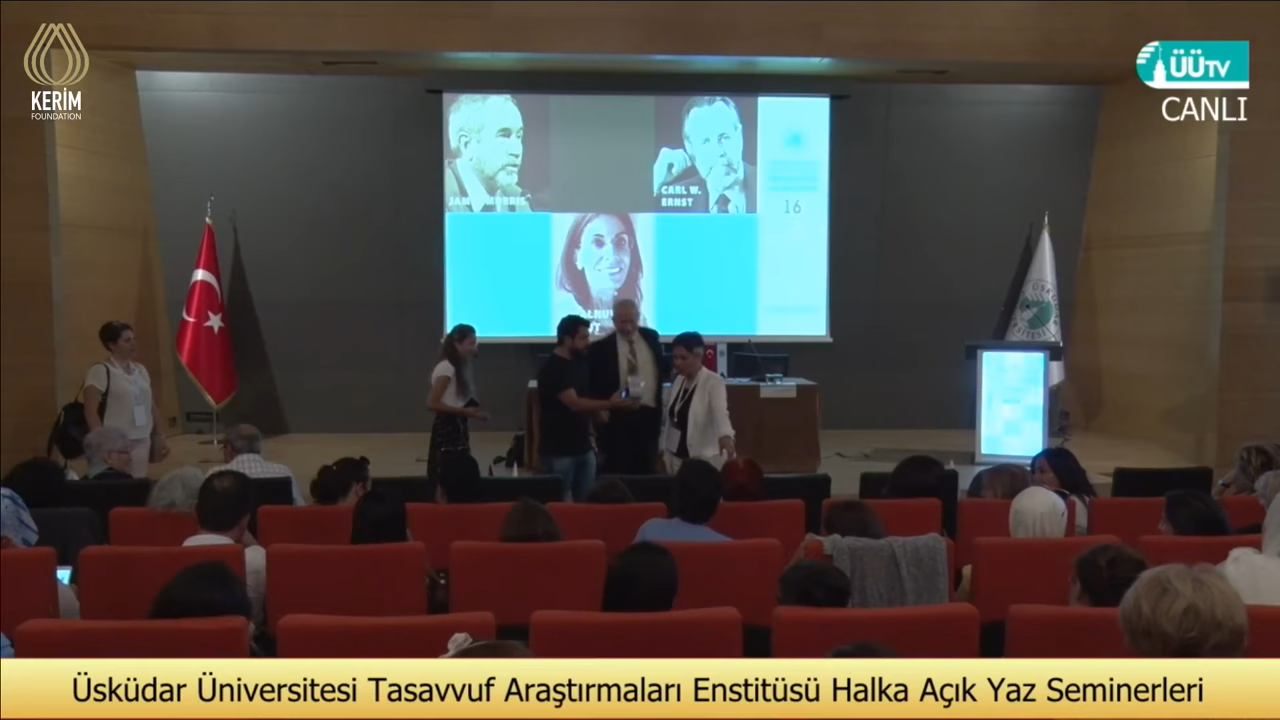 KERİM
FOUNDATION
ÜÜTV
CANLI
CARL W.
ERNST
16
Üsküdar Üniversitesi Tasavvuf Araştırmaları Enstitüsü Halka Açık Yaz Seminerleri